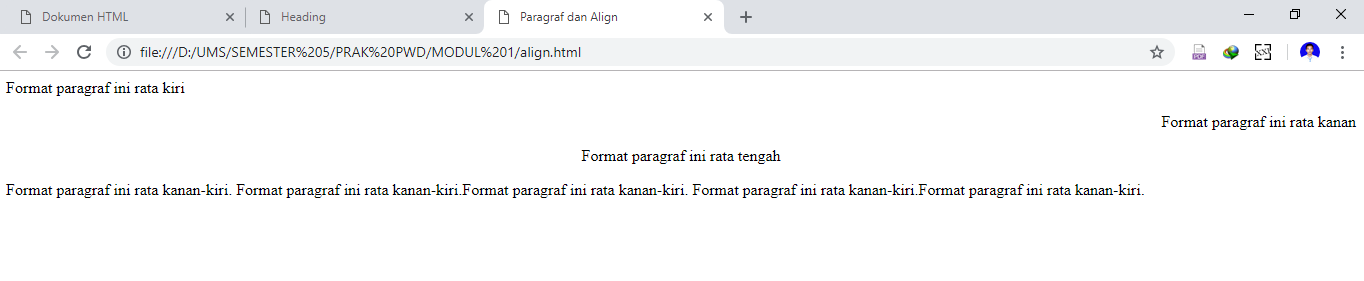 Dokumen HTML
Heading
Paragraf dan Align
file:///D:/UMS/SEMESTER%205/PRAK%20PWD/MODUL%201/align.html
PDF
Format paragraf ini rata kiri
Format paragraf ini rata kanan
Format paragraf ini rata tengah
Format paragraf ini rata kanan-kiri. Format paragraf ini rata kanan-kiri.Format paragraf ini rata kanan-kiri. Format paragraf ini rata kanan-kiri.Format paragraf ini rata kanan-kiri.